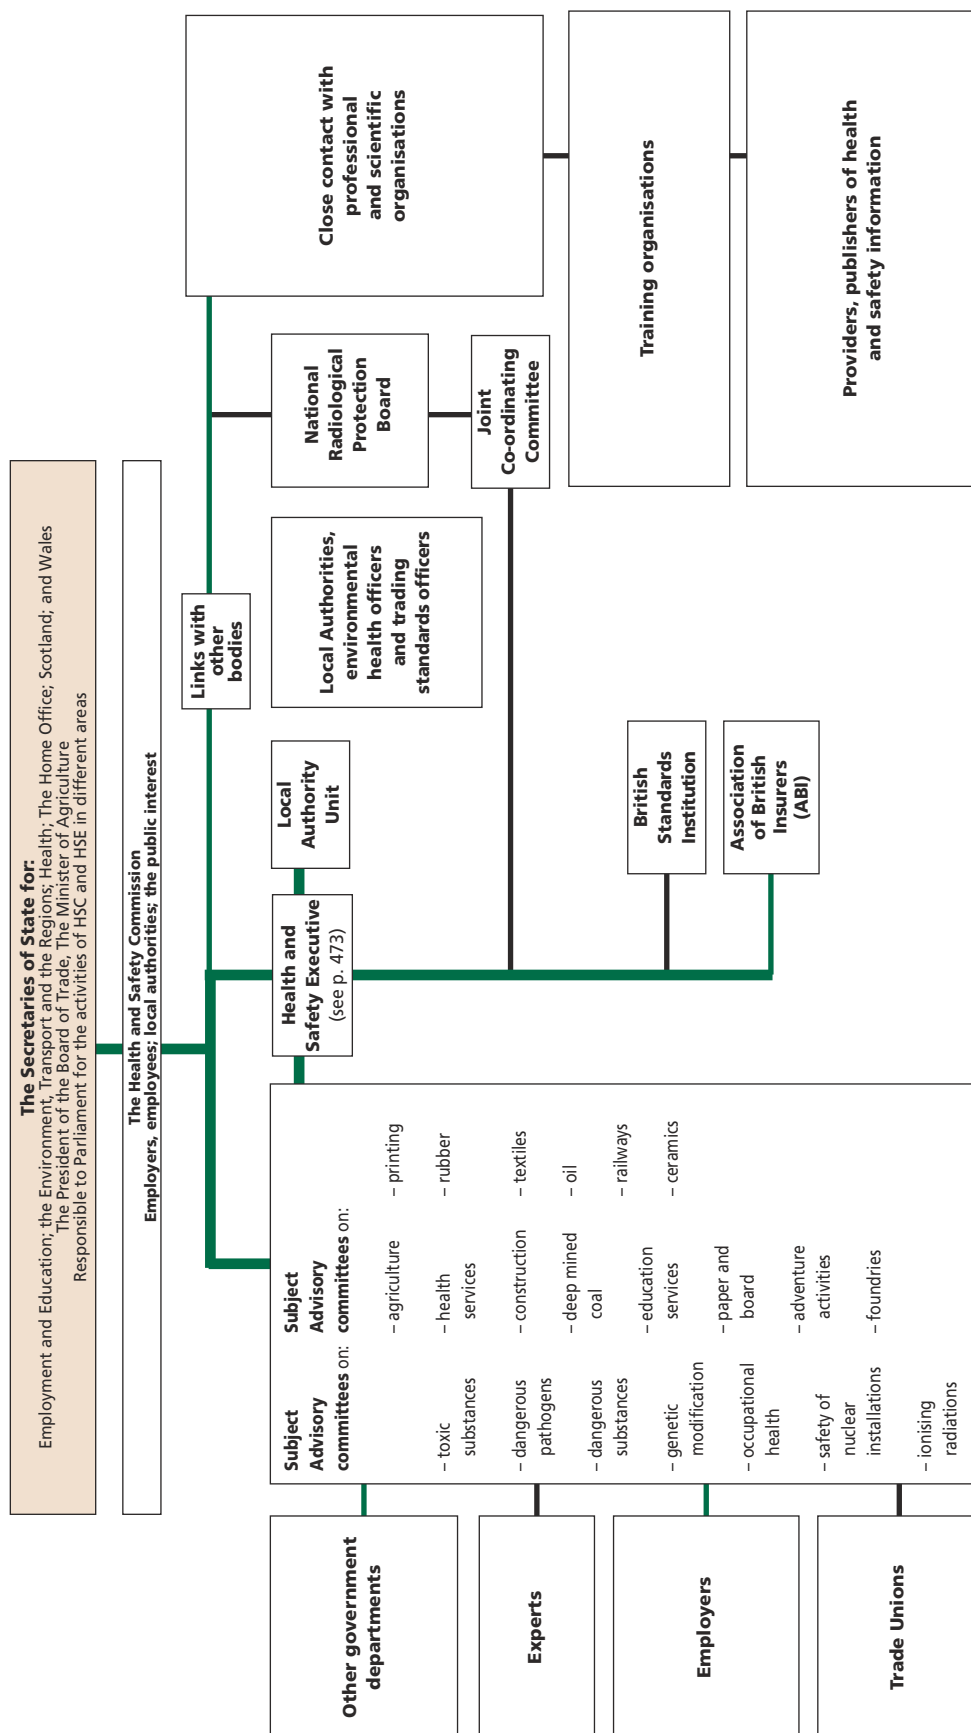 The Secretaries of State for:
Employment and Education; the Environment, Transport and the Regions; Health; The Home Office; Scotland; and Wales
The President of the Board of Trade, The Minister of Agriculture
Responsible to Parliament for the activities of HSC and HSE in different areas
The Health and Safety Commission
Employers, employees; local authorities; the public interest
Links with
other
bodies
Other government
departments
Experts
Employers
Trade Unions
Subject
Advisory
committees on:
– toxic
substances
– dangerous
pathogens
– dangerous
substances
– genetic
modification
– occupational
health
– safety of
nuclear
installations
– ionising
radiations
Subject
Advisory
committees on:
– agriculture
– health
services
– construction
– deep mined
coal
– education
services
– paper and
board
– adventure
activities
– foundries
– printing
– rubber
– textiles
– oil
– railways
– ceramics
Health and
Safety Executive
(see p. 473)
Local
Authority
Unit
British
Standards
Institution
Association
of British
Insurers
(ABI)
Local Authorities,
environmental
health officers
and trading
standards officers
National
Radiological
Protection
Board
Joint
Co-ordinating
Committee
Close contact with
professional
and scientific
organisations
Training organisations
Providers, publishers of health
and safety information